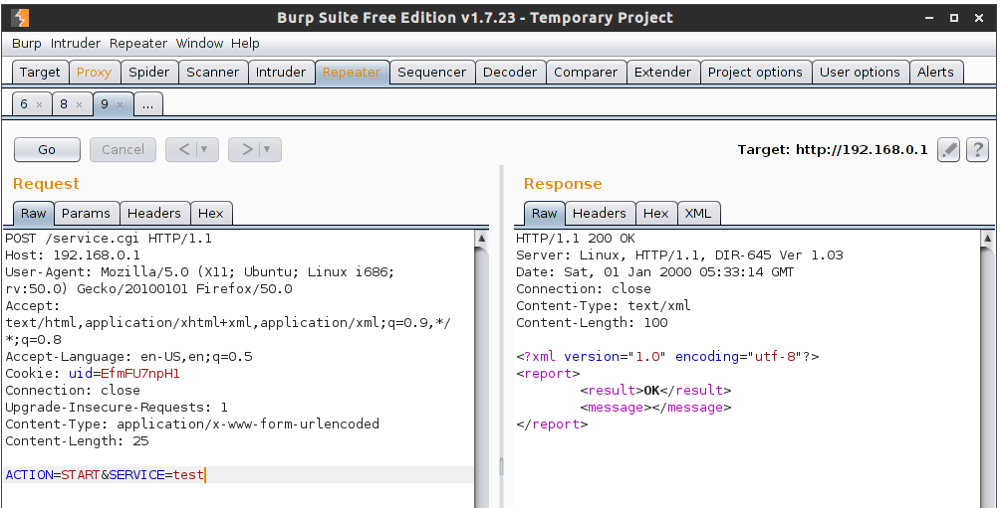 Burp Suite Free Edition v1.7.23 - Temporary Project
Burp Intruder Repeater Window Help
Target Proxy Spider Scanner Intruder Repeater Sequencer Decoder Comparer Extender Project options User options Alerts
6 × 8 × 9 × ...
Go Cancel < | ▼ > | ▼ Target: http://192.168.0.1 ?
Request
Raw Params Headers Hex
POST /service.cgi HTTP/1.1
Host: 192.168.0.1
User-Agent: Mozilla/5.0 (X11; Ubuntu; Linux i686;
rv:50.0) Gecko/20100101 Firefox/50.0
Accept:
text/html,application/xhtml+xml,application/xml;q=0.9,*/
*;q=0.8
Accept-Language: en-US,en;q=0.5
Cookie: uid=EfmFU7npH1
Connection: close
Upgrade-Insecure-Requests: 1
Content-Type: application/x-www-form-urlencoded
Content-Length: 25
ACTION=START&SERVICE=test
Response
Raw Headers Hex XML
HTTP/1.1 200 OK
Server: Linux, HTTP/1.1, DIR-645 Ver 1.03
Date: Sat, 01 Jan 2000 05:33:14 GMT
Connection: close
Content-Type: text/xml
Content-Length: 100
<?xml version="1.0" encoding="utf-8"?>
<report>
<result>OK</result>
<message></message>
</report>